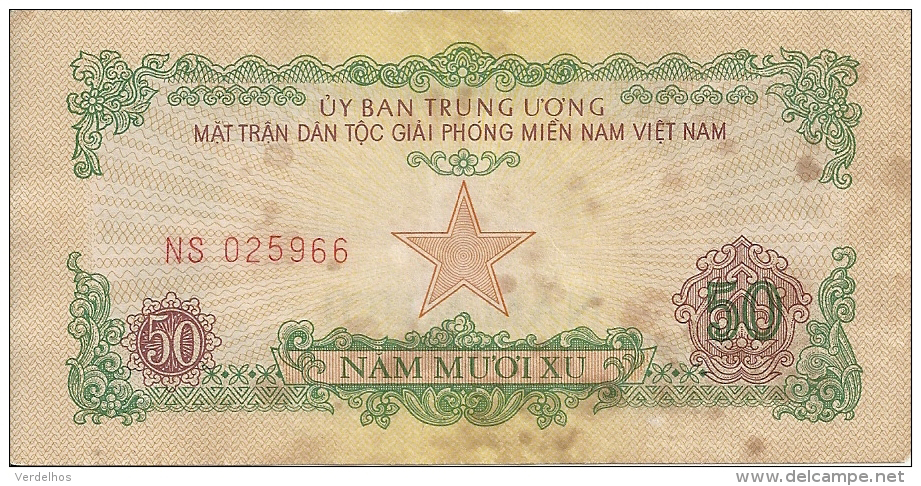 ỦY BAN TRUNG ƯƠNG
MẶT TRẬN DÂN TỘC GIẢI PHÓNG MIỀN NAM VIỆT NAM
NS 025966
50
50
NĂM MƯƠI XU
Verdelhos
delcampe.net